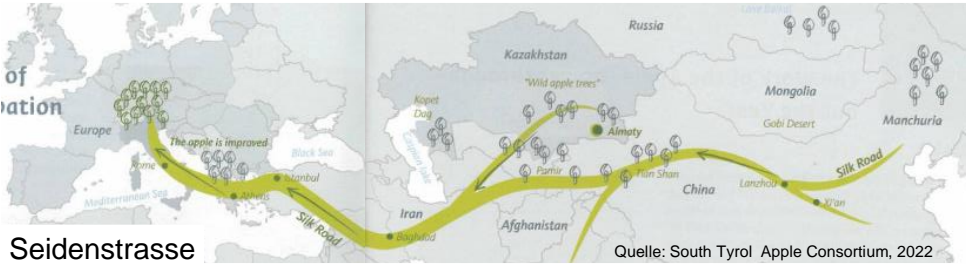 of
pation
Europe
The apple is improved
Rome
Mediterranean Sea
Athens
Istanbul
Black Sea
Silk Road
Baghdad
Iran
Caspian Lake
Kopet
Dag
Kazakhstan
"Wild apple trees"
Almaty
Pamir
Tian Shan
Afghanistan
Russia
Mongolia
Gobi Desert
Manchuria
China
Lanzhou
Xi'an
Silk Road
Seidenstrasse
Quelle: South Tyrol Apple Consortium, 2022